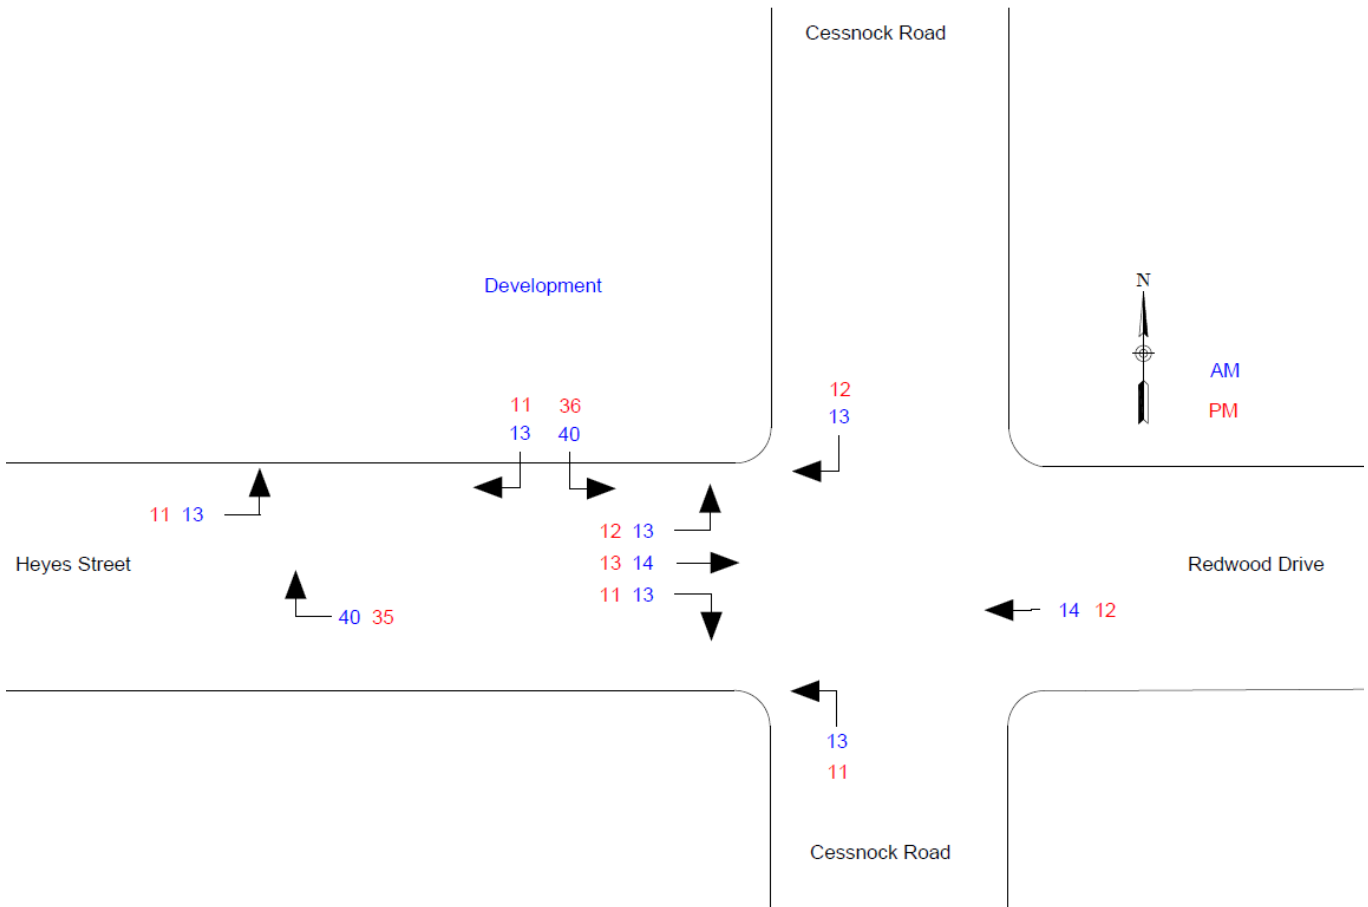 Cessnock Road
Development
N
AM
PM
11 36
13 40
12
13
11 13
12 13
13 14
11 13
Heyes Street
Redwood Drive
40 35
14 12
13
11
Cessnock Road